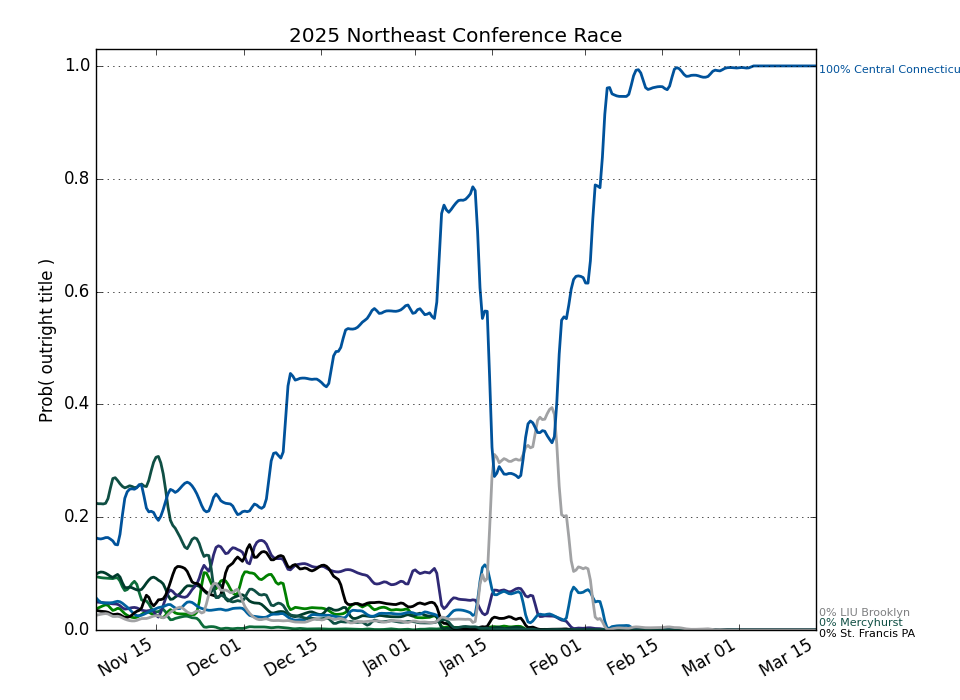 2025 Northeast Conference Race
1.0
100% Central Connecticu
0.8
0.6
Prob( outright title )
0.4
0.2
0% LIU Brooklyn
0% Mercyhurst
0.0
0% St. Francis PA
Nov 15
Dec 01
Dec 15
Jan 01
Jan 15
Feb 01
Feb 15
Mar 01
Mar 15